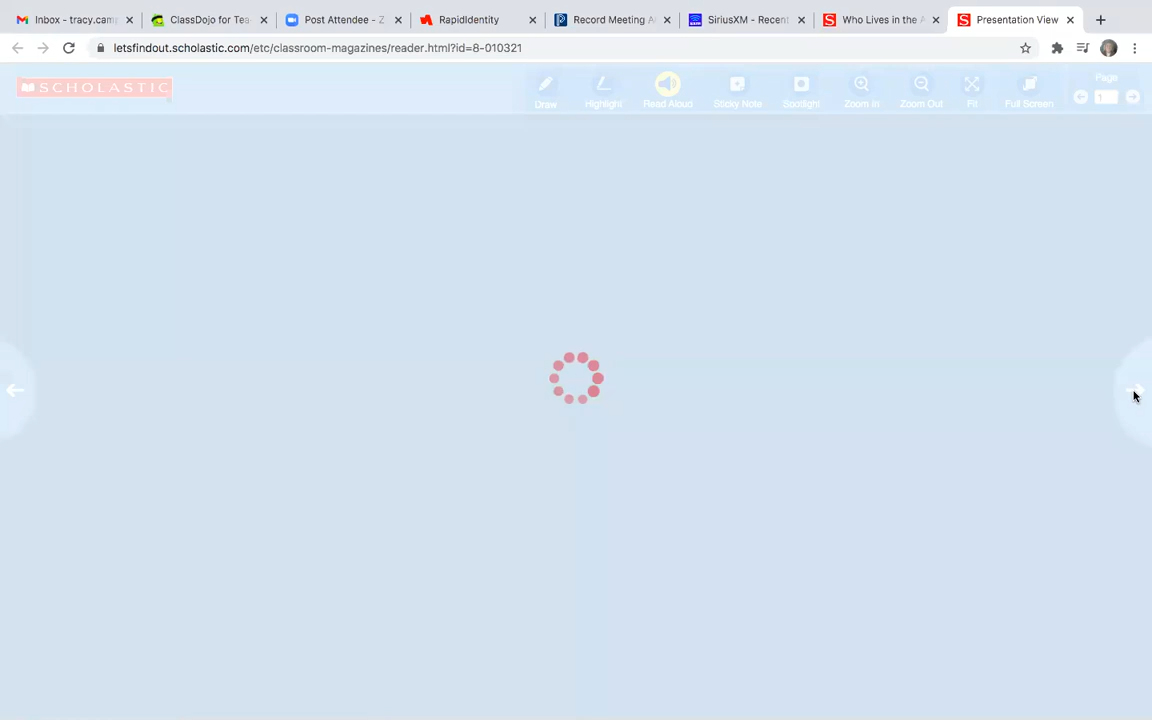 Inbox - tracy.cam
ClassDojo for Tea
Post Attendee - Z
RapidIdentity
Record Meeting A
SiriusXM - Recent
Who Lives in the A
Presentation View
letsfindout.scholastic.com/etc/classroom-magazines/reader.html?id=8-010321
SCHOLASTIC
Draw
Highlight
Read Aloud
Sticky Note
Spotlight
Zoom In
Zoom Out
Fit
Full Screen
Page
1